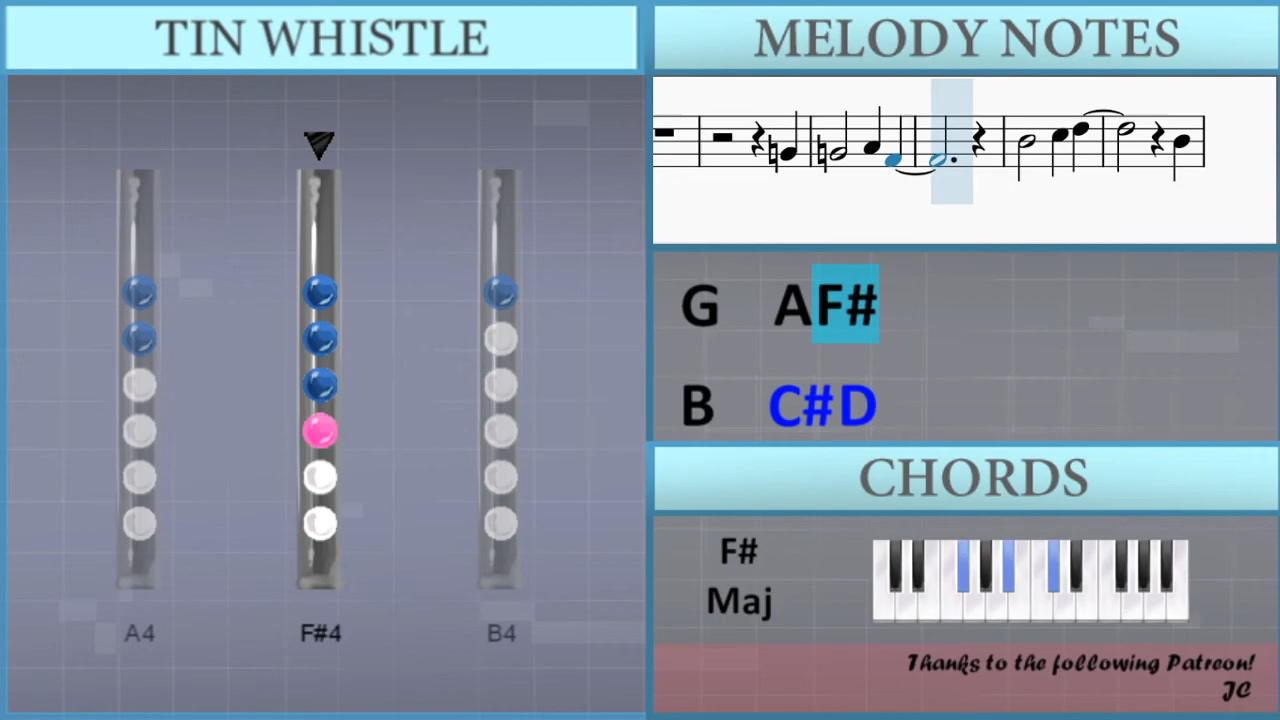 TIN WHISTLE
A4
F#4
B4
MELODY NOTES
G AF#
B C#D
CHORDS
F#
Maj
Thanks to the following Patreon!
JC